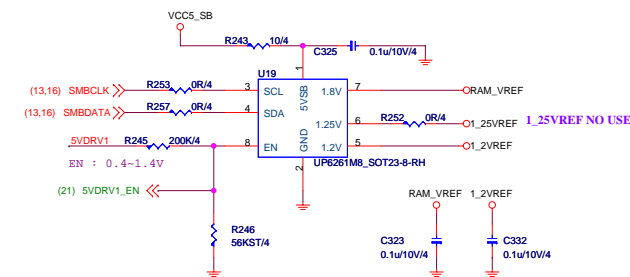 VCC5_SB
R243 10/4
C325 0.1u/10V/4
1
U19
5VSB
(13,16) SMBCLK R253 0R/4 3 SCL 1.8V 7 RAM_VREF
(13,16) SMBDATA R257 0R/4 4 SDA 1.25V 6 R252 0R/4 1_25VREF 1_25VREF NO USE
5VDRV1 R245 200K/4 8 EN GND 1.2V 5 1_2VREF
EN : 0.4~1.4V
2
UP6261M8_SOT23-8-RH
(21) 5VDRV1_EN
RAM_VREF 1_2VREF
R246
56KST/4
C323
0.1u/10V/4
C332
0.1u/10V/4